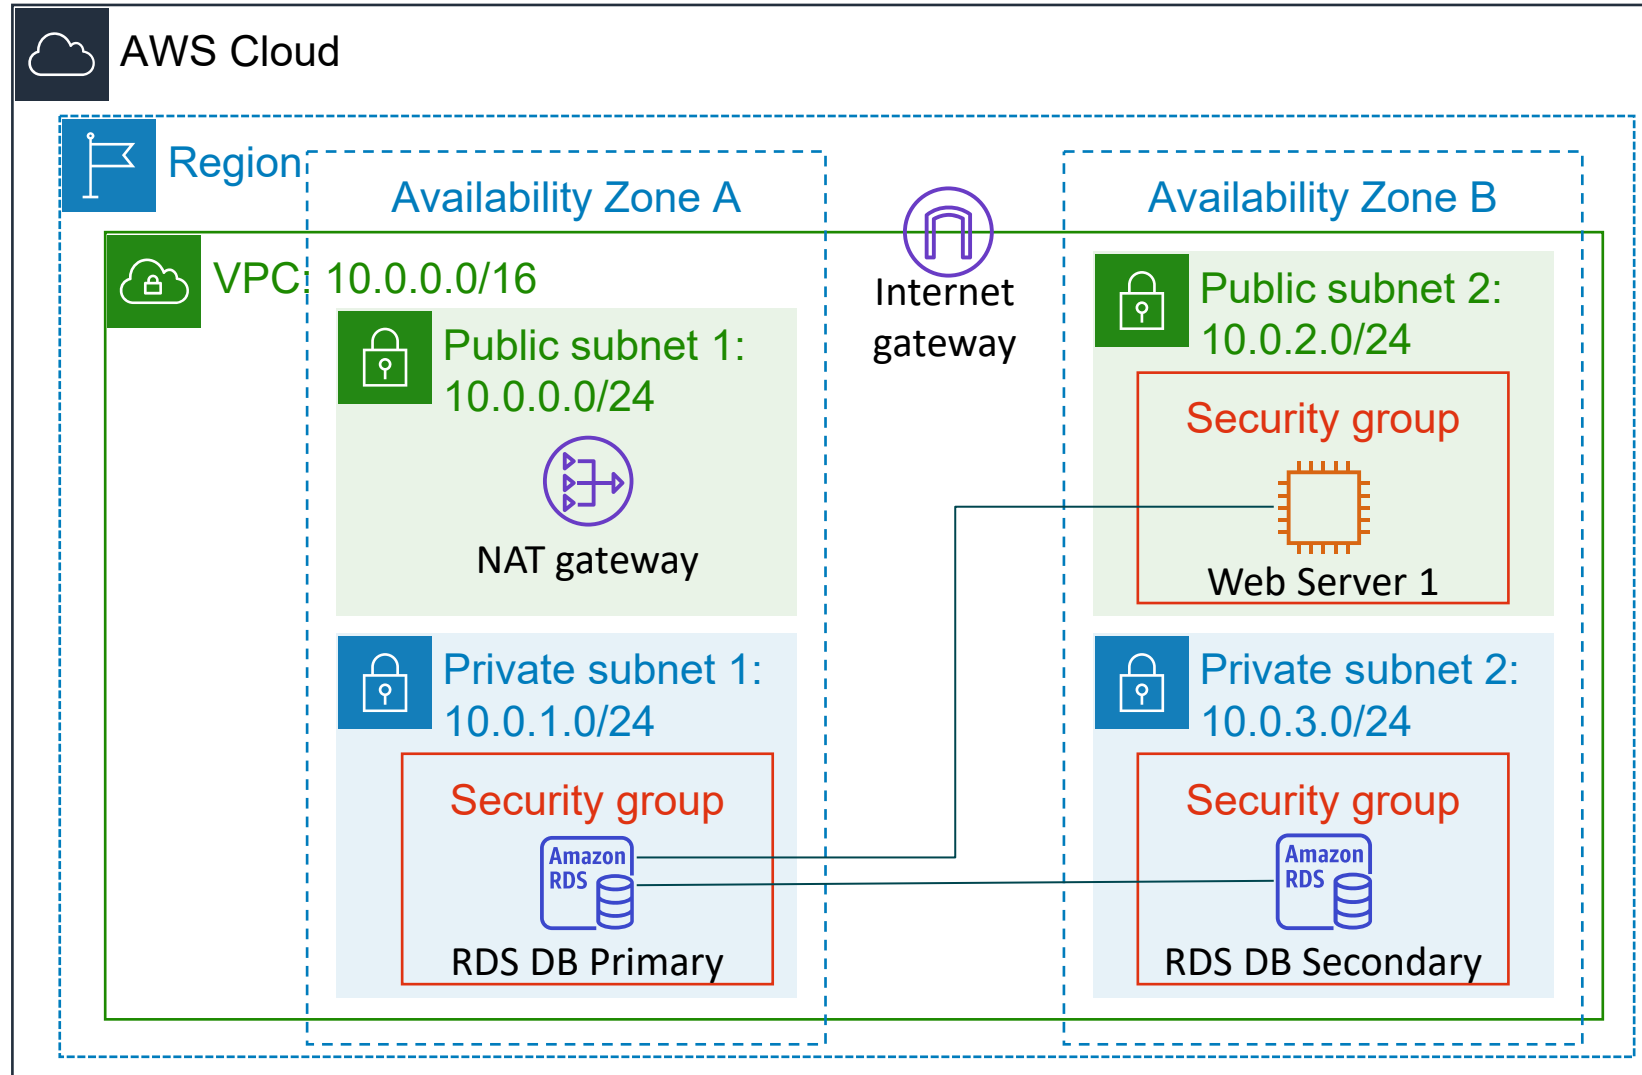 AWS Cloud
Region
Availability Zone A
Availability Zone B
VPC: 10.0.0.0/16
Internet
gateway
Public subnet 1:
10.0.0.0/24
NAT gateway
Public subnet 2:
10.0.2.0/24
Security group
Web Server 1
Private subnet 1:
10.0.1.0/24
Security group
Amazon
RDS
RDS DB Primary
Private subnet 2:
10.0.3.0/24
Security group
Amazon
RDS
RDS DB Secondary